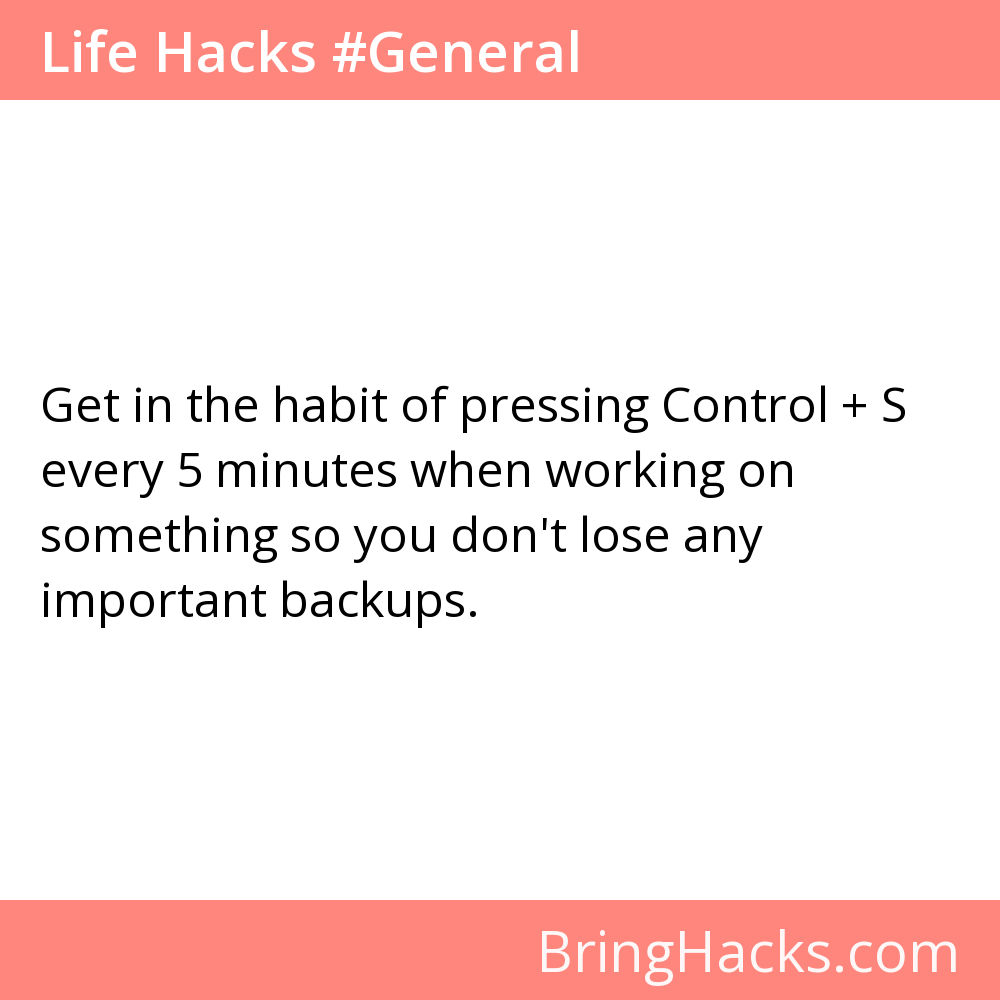 Life Hacks #General
Get in the habit of pressing Control + S
every 5 minutes when working on
something so you don't lose any
important backups.
BringHacks.com